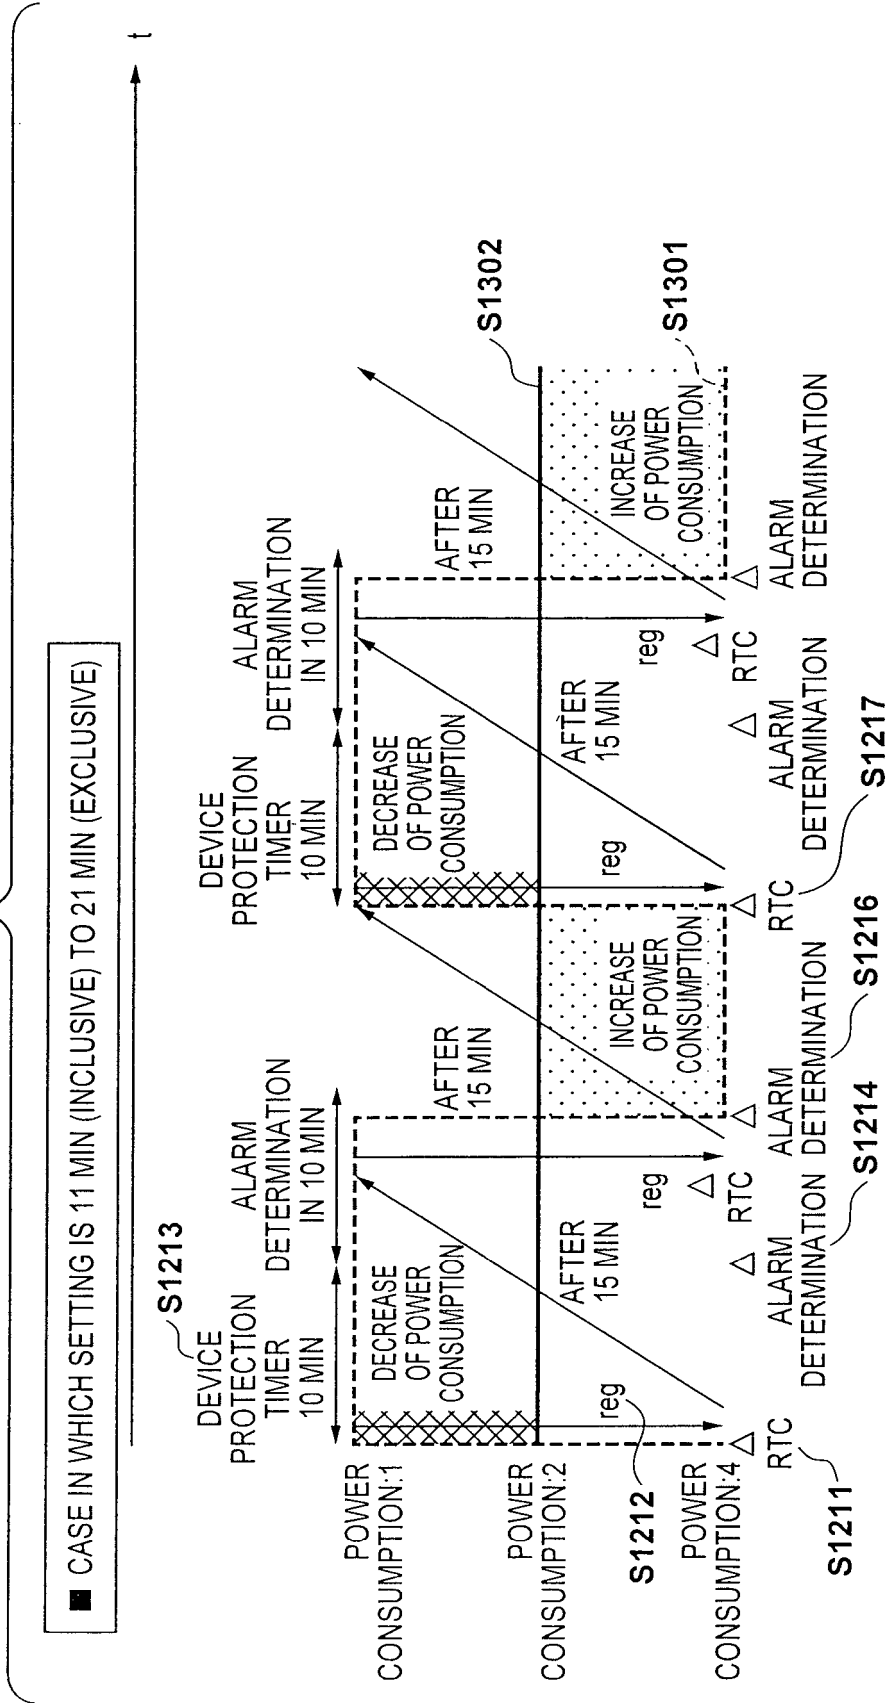 ■ CASE IN WHICH SETTING IS 11 MIN (INCLUSIVE) TO 21 MIN (EXCLUSIVE)
t
S1213
DEVICE
PROTECTION
TIMER
10 MIN
ALARM
DETERMINATION
IN 10 MIN
DEVICE
PROTECTION
TIMER
10 MIN
ALARM
DETERMINATION
IN 10 MIN
POWER
CONSUMPTION:1
DECREASE
OF POWER
CONSUMPTION
AFTER
15 MIN
DECREASE
OF POWER
CONSUMPTION
AFTER
15 MIN
S1302
POWER
CONSUMPTION:2
AFTER
15 MIN
INCREASE
OF POWER
CONSUMPTION
AFTER
15 MIN
INCREASE
OF POWER
CONSUMPTION
S1301
S1212
reg
reg
reg
reg
POWER
CONSUMPTION:4
RTC
RTC
RTC
RTC
ALARM
DETERMINATION
ALARM
DETERMINATION
ALARM
DETERMINATION
ALARM
DETERMINATION
S1211
S1214
S1216
S1217